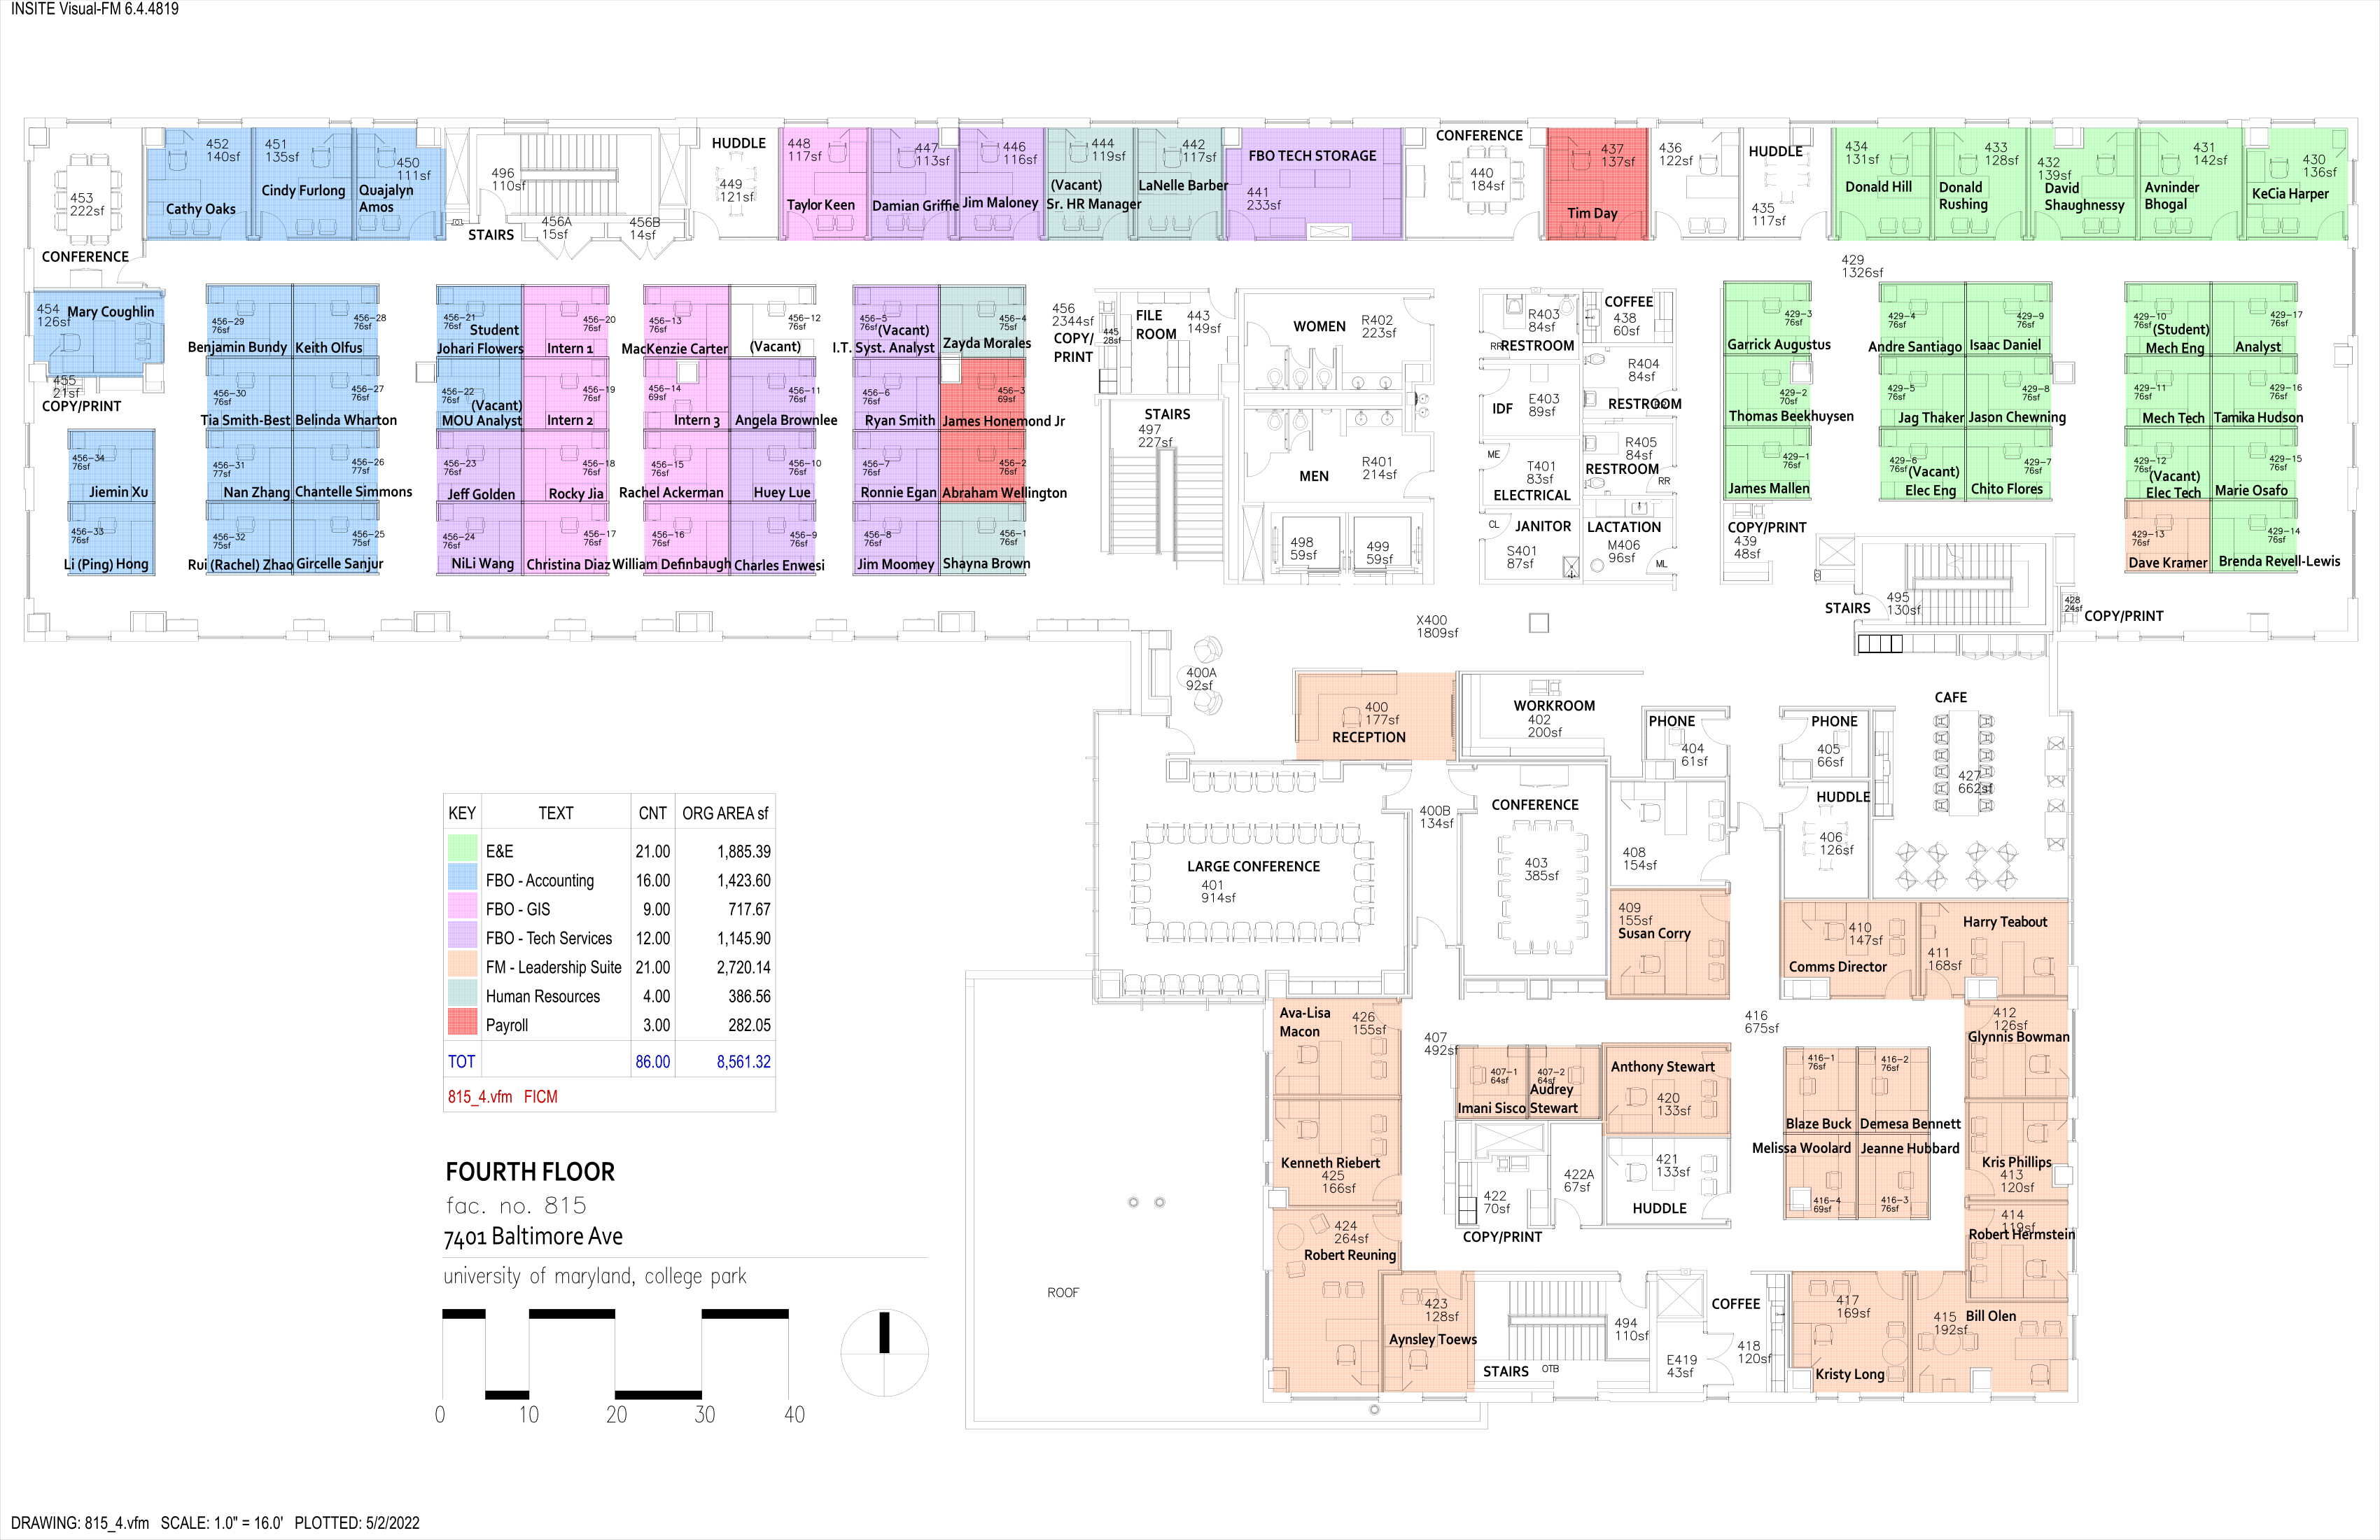 INSITE Visual-FM 6.4.4819
453
222sf
CONFERENCE
452
140sf
Cathy Oaks
451
135sf
Cindy Furlong
450
111sf
Quajalyn
Amos
496
110sf
STAIRS
456A
15sf
456B
14sf
HUDDLE
449
121sf
448
117sf
Taylor Keen
447
113sf
Damian Griffie
446
116sf
Jim Maloney
444
119sf
(Vacant)
Sr. HR Manager
442
117sf
LaNelle Barber
FBO TECH STORAGE
441
233sf
CONFERENCE
440
184sf
437
137sf
Tim Day
436
122sf
HUDDLE
435
117sf
434
131sf
Donald Hill
433
128sf
Donald
Rushing
432
139sf
David
Shaughnessy
431
142sf
Avninder
Bhogal
430
136sf
KeCia Harper
429
1326sf
454
126sf
Mary Coughlin
455
21sf
COPY/PRINT
456-34
76sf
Jiemin Xu
456-33
76sf
Li (Ping) Hong
456-29
76sf
Benjamin Bundy
456-28
76sf
Keith Olfus
456-30
76sf
Tia Smith-Best
456-27
76sf
Belinda Wharton
456-31
77sf
Nan Zhang
456-26
77sf
Chantelle Simmons
456-32
75sf
Rui (Rachel) Zhao
456-25
75sf
Gircelle Sanjur
456-21
76sf
Student
Johari Flowers
456-20
76sf
Intern 1
456-22
76sf
(Vacant)
MOU Analyst
456-19
76sf
Intern 2
456-23
76sf
Jeff Golden
456-18
76sf
Rocky Jia
456-24
76sf
NiLi Wang
456-17
76sf
Christina Diaz
456-13
76sf
MacKenzie Carter
456-12
76sf
(Vacant)
456-14
69sf
Intern 3
456-11
76sf
Angela Brownlee
456-15
76sf
Rachel Ackerman
456-10
76sf
Huey Lue
456-16
76sf
William Definbaugh
456-9
76sf
Charles Enwesi
456-5
76sf
(Vacant)
I.T. Syst. Analyst
456-4
75sf
Zayda Morales
456-6
76sf
Ryan Smith
456-3
69sf
James Honemond Jr
456-7
76sf
Ronnie Egan
456-2
76sf
Abraham Wellington
456-8
76sf
Jim Moomey
456-1
76sf
Shayna Brown
456
2344sf
COPY/
PRINT
445
28sf
FILE
ROOM
443
149sf
STAIRS
497
227sf
WOMEN
R402
223sf
MEN
R401
214sf
498
59sf
499
59sf
R403
84sf
RR
RESTROOM
IDF
E403
89sf
ME
T401
83sf
ELECTRICAL
CL
JANITOR
S401
87sf
COFFEE
438
60sf
R404
84sf
RESTROOM
R405
84sf
RESTROOM
RR
LACTATION
M406
96sf
ML
429-3
76sf
Garrick Augustus
429-2
70sf
Thomas Beekhuysen
429-1
76sf
James Mallen
COPY/PRINT
439
48sf
429-4
76sf
Andre Santiago
429-9
76sf
Isaac Daniel
429-5
76sf
Jag Thaker
429-8
76sf
Jason Chewning
429-6
76sf
(Vacant)
Elec Eng
429-7
76sf
Chito Flores
429-10
76sf
(Student)
Mech Eng
429-17
76sf
Analyst
429-11
76sf
Mech Tech
429-16
76sf
Tamika Hudson
429-12
76sf
(Vacant)
Elec Tech
429-15
76sf
Marie Osafo
429-13
76sf
Dave Kramer
429-14
76sf
Brenda Revell-Lewis
STAIRS
495
130sf
428
24sf
COPY/PRINT
X400
1809sf
400A
92sf
400
177sf
RECEPTION
WORKROOM
402
200sf
PHONE
404
61sf
PHONE
405
66sf
CAFE
427
662sf
HUDDLE
406
126sf
400B
134sf
CONFERENCE
403
385sf
408
154sf
LARGE CONFERENCE
401
914sf
409
155sf
Susan Corry
410
147sf
Comms Director
Harry Teabout
411
168sf
Ava-Lisa
Macon
426
155sf
407
492sf
416
675sf
412
126sf
Glynnis Bowman
407-1
64sf
Imani Sisco
407-2
64sf
Audrey
Stewart
Anthony Stewart
420
133sf
416-1
76sf
Blaze Buck
416-2
76sf
Demesa Bennett
Melissa Woolard
416-4
69sf
Jeanne Hubbard
416-3
76sf
Kris Phillips
413
120sf
Kenneth Riebert
425
166sf
422
70sf
COPY/PRINT
422A
67sf
421
133sf
HUDDLE
414
119sf
Robert Hermstein
424
264sf
Robert Reuning
423
128sf
Aynsley Toews
STAIRS
OTB
494
110sf
E419
43sf
COFFEE
418
120sf
417
169sf
Kristy Long
415
192sf
Bill Olen
ROOF
KEY TEXT CNT ORG AREA sf
E&E 21.00 1,885.39
FBO - Accounting 16.00 1,423.60
FBO - GIS 9.00 717.67
FBO - Tech Services 12.00 1,145.90
FM - Leadership Suite 21.00 2,720.14
Human Resources 4.00 386.56
Payroll 3.00 282.05
TOT 86.00 8,561.32
815_4.vfm FICM
FOURTH FLOOR
fac. no. 815
7401 Baltimore Ave
university of maryland, college park
0 10 20 30 40
DRAWING: 815_4.vfm SCALE: 1.0" = 16.0' PLOTTED: 5/2/2022